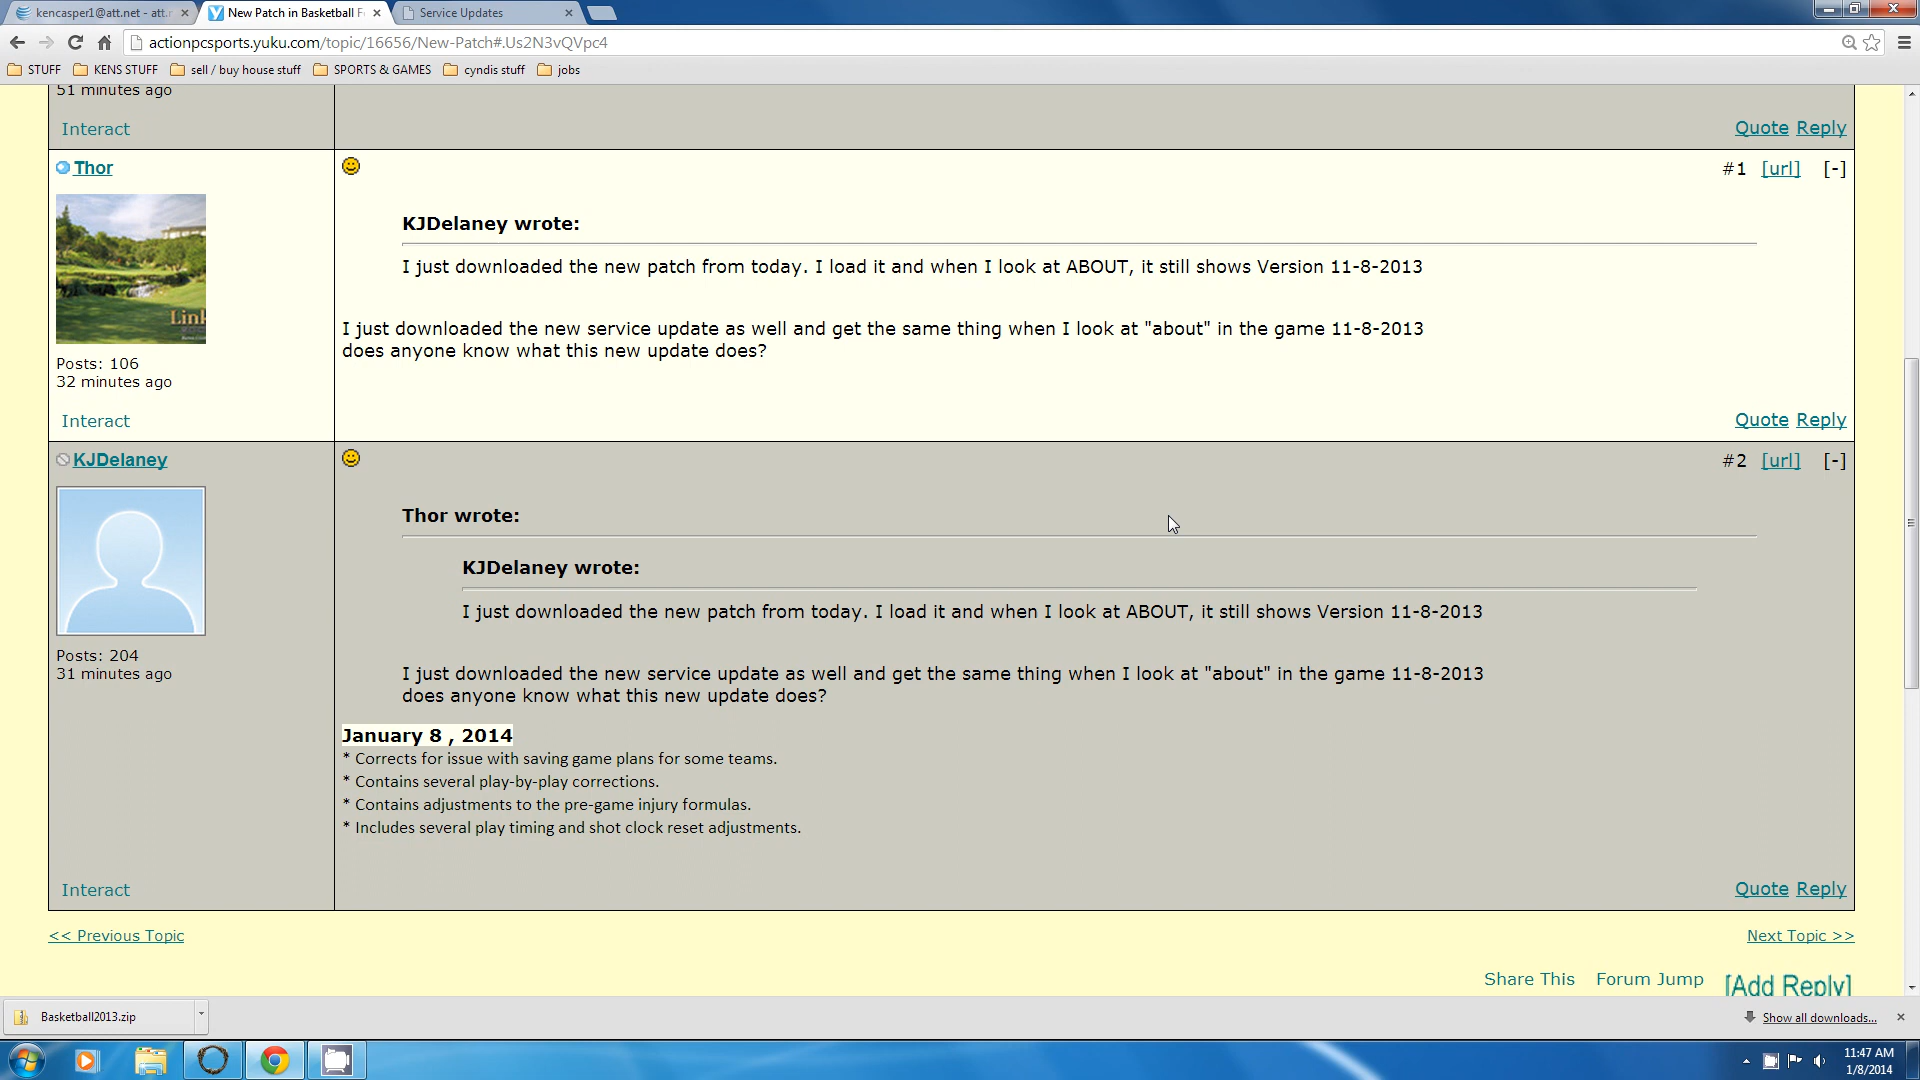 kencasper1@att.net - att.n
New Patch in Basketball F
Service Updates
actionpcsports.yuku.com/topic/16656/New-Patch#.Us2N3vQVpc4
STUFF KENS STUFF sell / buy house stuff SPORTS & GAMES cyndis stuff jobs
51 minutes ago
Interact
Quote Reply
Thor
#1 [url] [-]
KJDelaney wrote:
I just downloaded the new patch from today. I load it and when I look at ABOUT, it still shows Version 11-8-2013
I just downloaded the new service update as well and get the same thing when I look at "about" in the game 11-8-2013
does anyone know what this new update does?
Link
Posts: 106
32 minutes ago
Interact
Quote Reply
KJDelaney
#2 [url] [-]
Thor wrote:
KJDelaney wrote:
I just downloaded the new patch from today. I load it and when I look at ABOUT, it still shows Version 11-8-2013
I just downloaded the new service update as well and get the same thing when I look at "about" in the game 11-8-2013
does anyone know what this new update does?
Posts: 204
31 minutes ago
January 8 , 2014
* Corrects for issue with saving game plans for some teams.
* Contains several play-by-play corrections.
* Contains adjustments to the pre-game injury formulas.
* Includes several play timing and shot clock reset adjustments.
Interact
Quote Reply
<< Previous Topic
Next Topic >>
Share This Forum Jump [Add Reply]
Basketball2013.zip
Show all downloads...
11:47 AM
1/8/2014